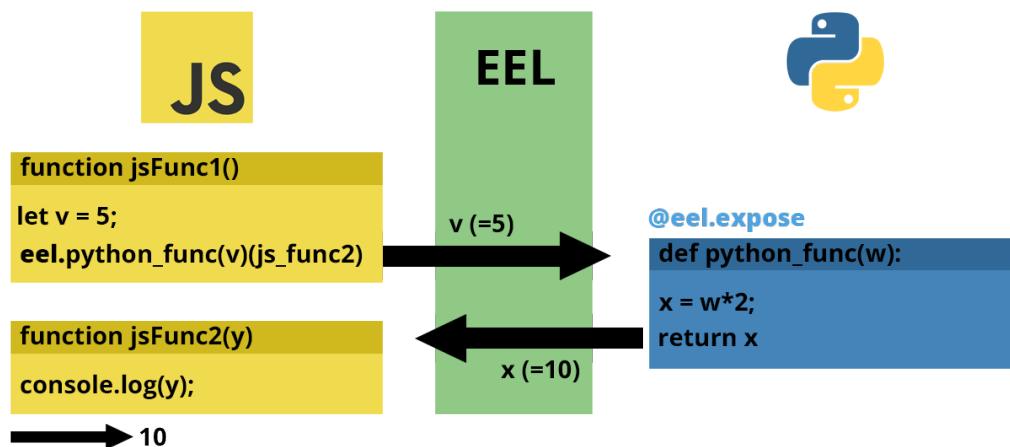 JS
EEL
function jsFunc1()
let v = 5;
eel.python_func(v)(js_func2)
v (=5)
@eel.expose
def python_func(w):
x = w*2;
return x
x (=10)
function jsFunc2(y)
console.log(y);
10